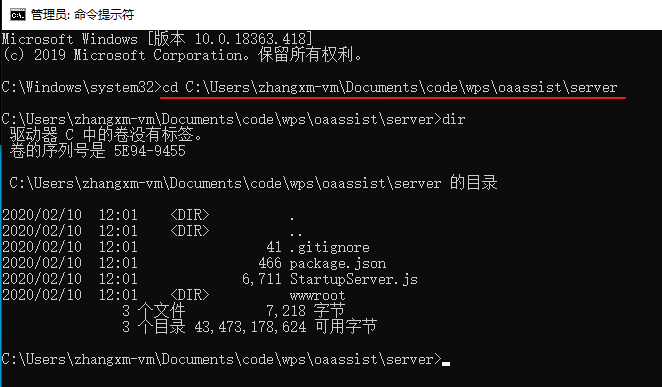 管理员: 命令提示符
Microsoft Windows [版本 10.0.18363.418]
(c) 2019 Microsoft Corporation。保留所有权利。
C:\Windows\system32>cd C:\Users\zhangxm-vm\Documents\code\wps\oaassist\server
C:\Users\zhangxm-vm\Documents\code\wps\oaassist\server>dir
驱动器 C 中的卷没有标签。
卷的序列号是 5E94-9455
C:\Users\zhangxm-vm\Documents\code\wps\oaassist\server 的目录
2020/02/10  12:01    <DIR>          .
2020/02/10  12:01    <DIR>          ..
2020/02/10  12:01                41 .gitignore
2020/02/10  12:01               466 package.json
2020/02/10  12:01             6,711 StartupServer.js
2020/02/10  12:01    <DIR>          wwwroot
3 个文件          7,218 字节
3 个目录 43,473,178,624 可用字节
C:\Users\zhangxm-vm\Documents\code\wps\oaassist\server>